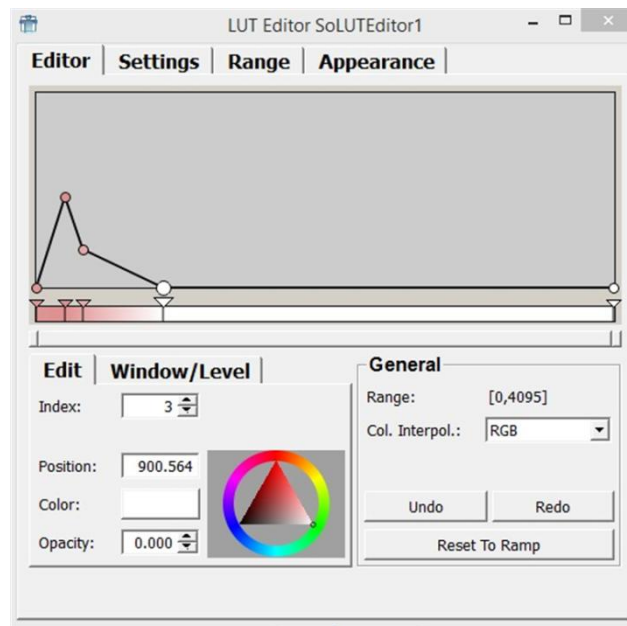 LUT Editor SoLUTEditor1
Editor Settings Range Appearance
Edit Window/Level
Index: 3
Position: 900.564
Color:
Opacity: 0.000
General
Range: [0,4095]
Col. Interpol.: RGB
Undo Redo
Reset To Ramp